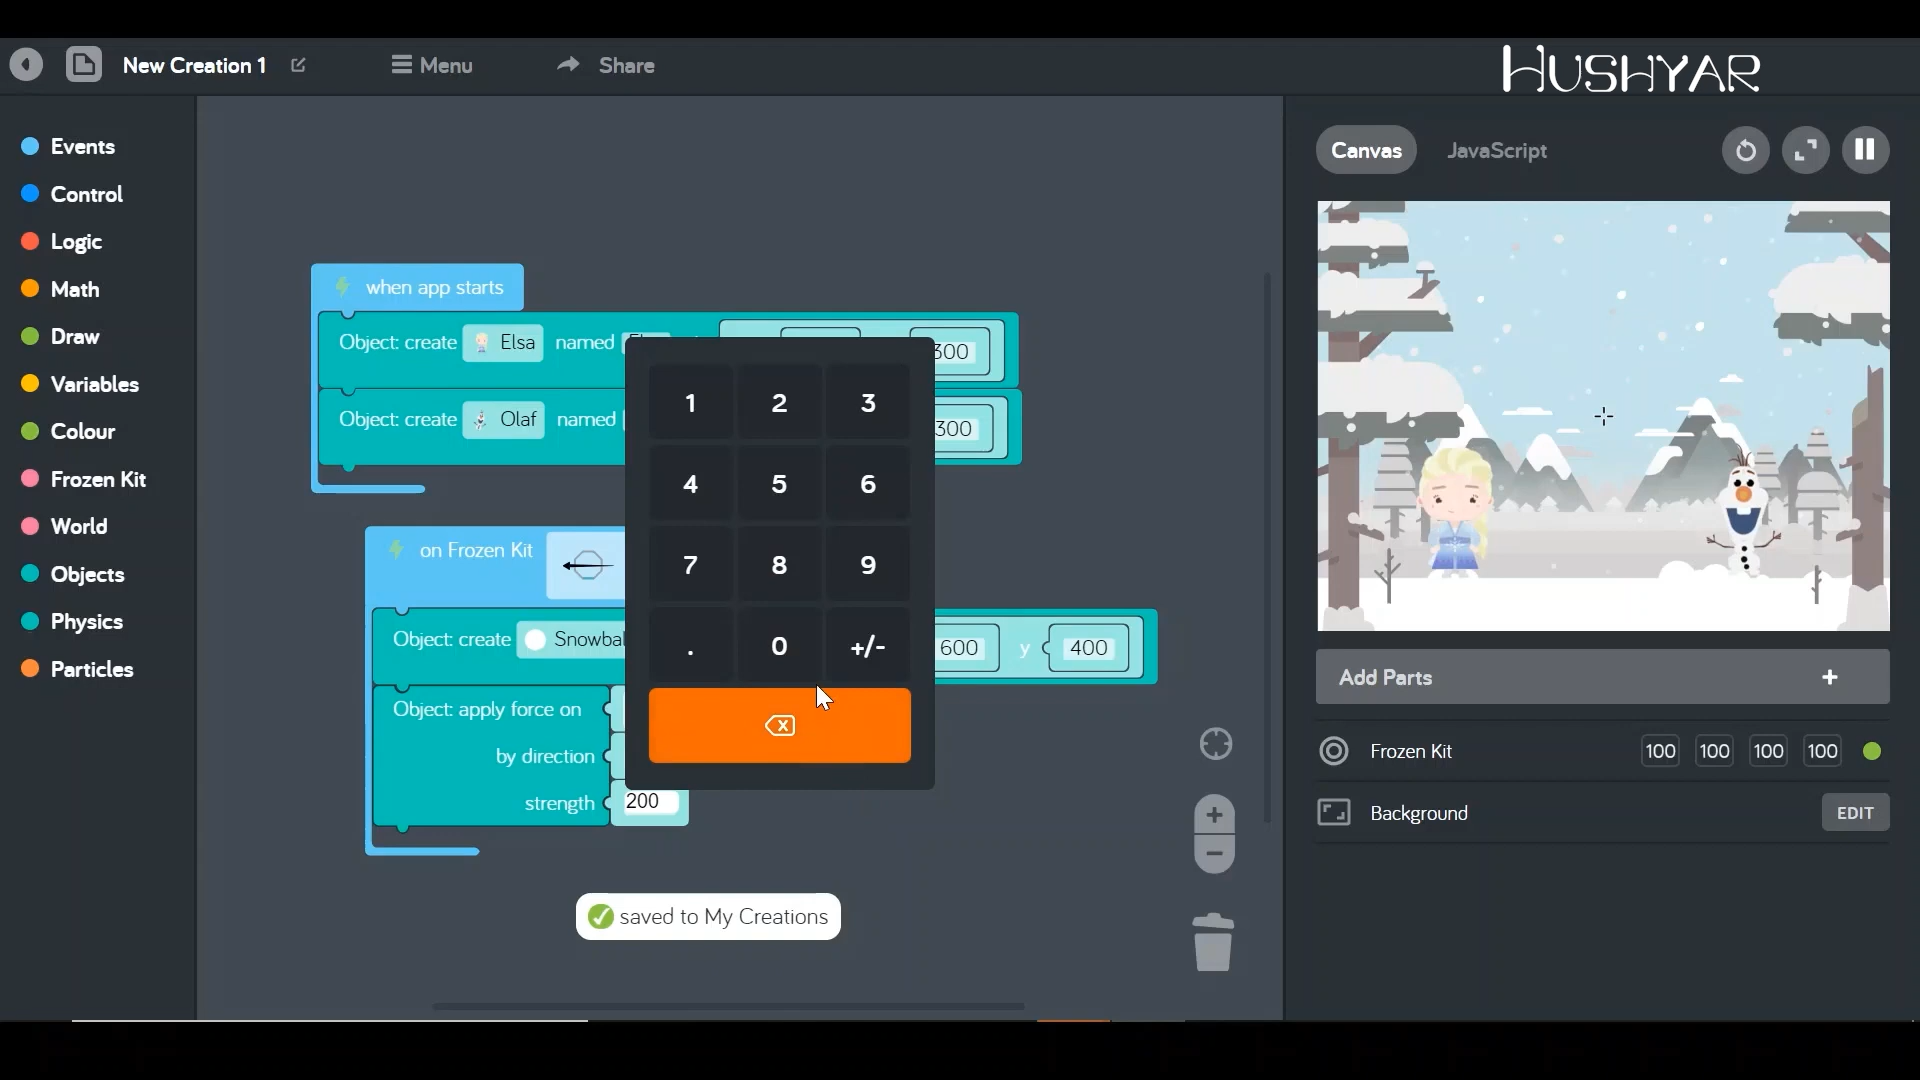 New Creation 1
Menu
Share
HUSHYAR
Events
Control
Logic
Math
Draw
Variables
Colour
Frozen Kit
World
Objects
Physics
Particles
when app starts
Object: create Elsa named
300
Object: create Olaf named
300
on Frozen Kit
Object: create
600 y 400
Object: apply force on
by direction
strength 200
1 2 3
4 5 6
7 8 9
. 0 +/-
saved to My Creations
Canvas
JavaScript
Add Parts +
Frozen Kit 100 100 100 100
Background EDIT